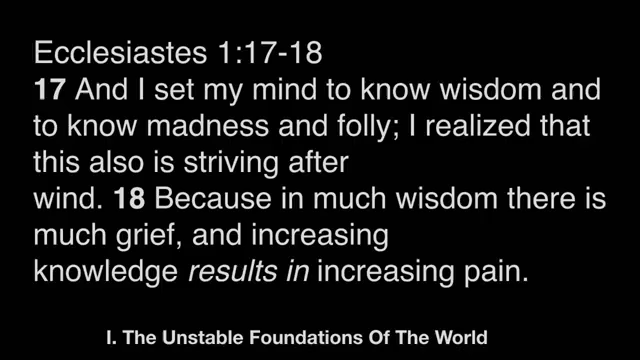 Ecclesiastes 1:17-18
17 And I set my mind to know wisdom and
to know madness and folly; I realized that
this also is striving after
wind. 18 Because in much wisdom there is
much grief, and increasing
knowledge results in increasing pain.
I. The Unstable Foundations Of The World